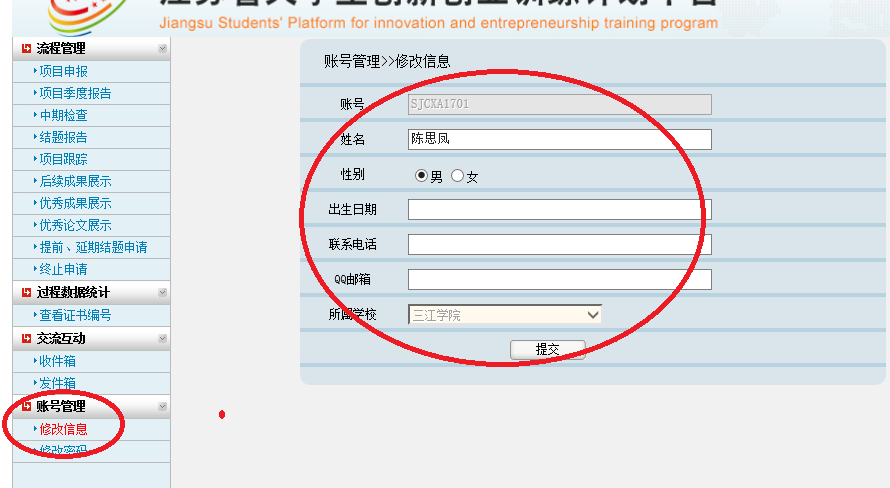 Jiangsu Students' Platform for innovation and entrepreneurship training program
流程管理
项目申报
项目季度报告
中期检查
结题报告
项目跟踪
后续成果展示
优秀成果展示
优秀论文展示
提前、延期结题申请
终止申请
过程数据统计
查看证书编号
交流互动
收件箱
发件箱
账号管理
修改信息
修改密码
账号管理>>修改信息
账号 SJCXA1701
姓名 陈思凤
性别 男 女
出生日期
联系电话
QQ邮箱
所属学校 三江学院
提交